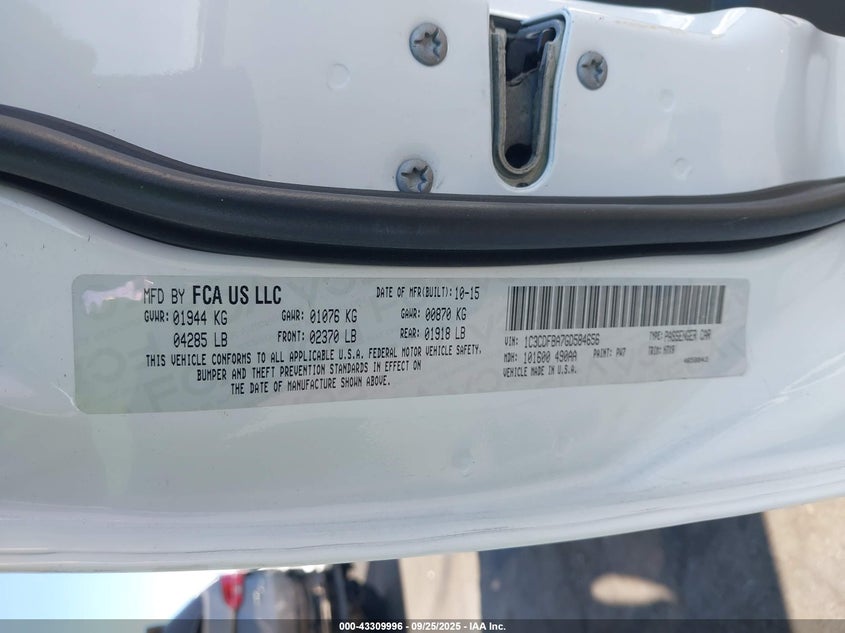 MFD BY FCA US LLC DATE OF MFR(BUILT): 10-15
GVWR: 01944 KG GAWR: 01076 KG GAWR: 00870 KG
04285 LB FRONT: 02370 LB REAR: 01918 LB
THIS VEHICLE CONFORMS TO ALL APPLICABLE U.S.A. FEDERAL MOTOR VEHICLE SAFETY,
BUMPER AND THEFT PREVENTION STANDARDS IN EFFECT ON
THE DATE OF MANUFACTURE SHOWN ABOVE.
VIN: 1C3CDFBA7GD584656 TYPE: PASSENGER CAR
MDH: 101600 490AA PAINT: PW7 TRIM:
VEHICLE MADE IN U.S.A.
000-43309996 - 09/25/2025 - IAA Inc.